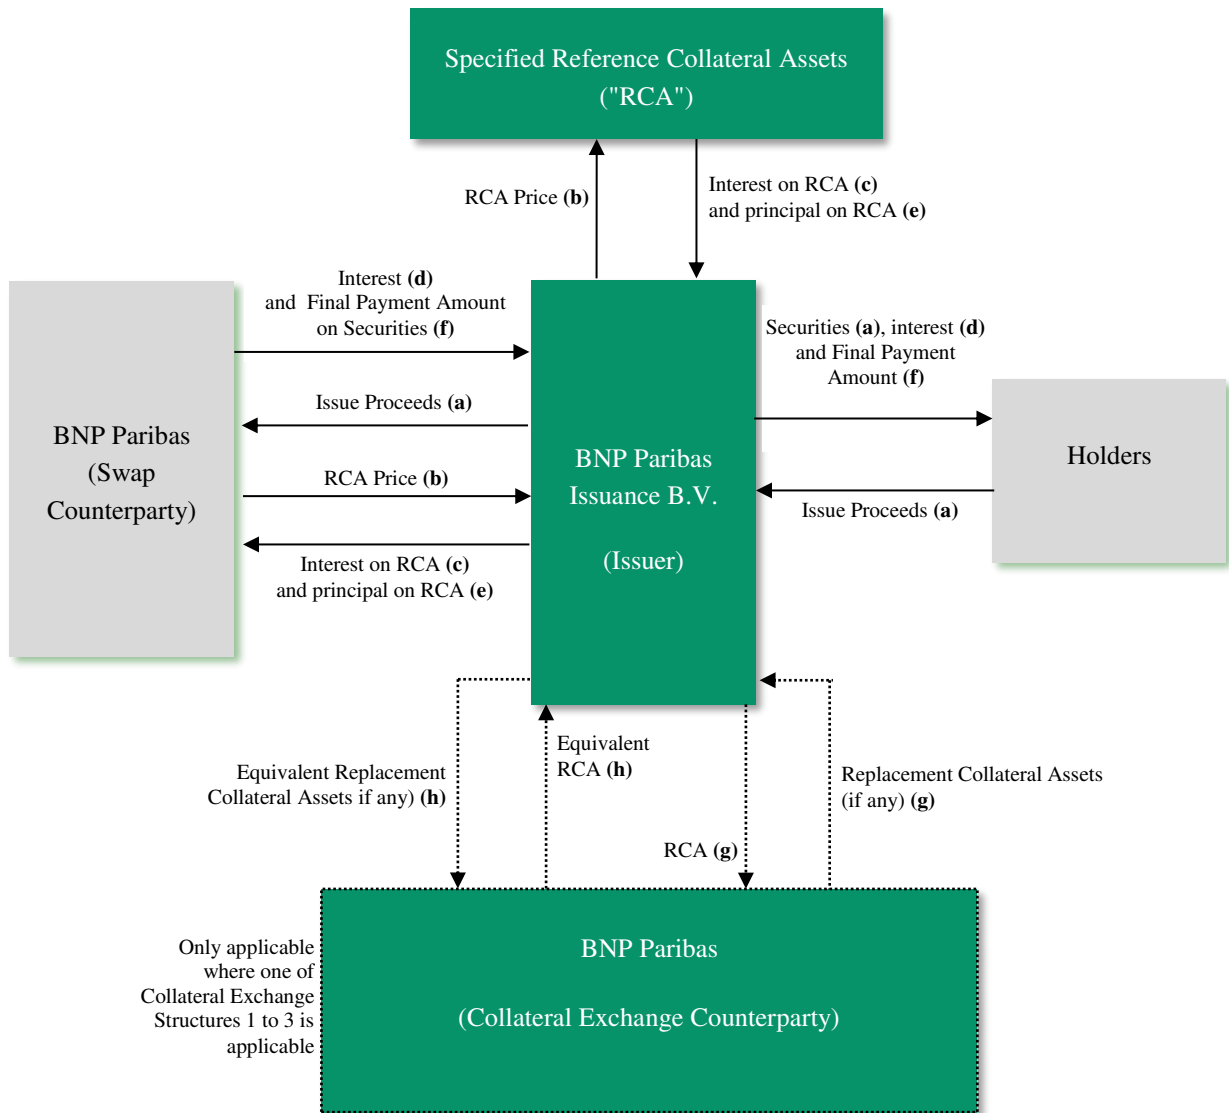 Specified Reference Collateral Assets
("RCA")
RCA Price (b)
Interest on RCA (c)
and principal on RCA (e)
Interest (d)
and Final Payment Amount
on Securities (f)
Securities (a), interest (d)
and Final Payment
Amount (f)
Issue Proceeds (a)
BNP Paribas
(Swap
Counterparty)
RCA Price (b)
BNP Paribas
Issuance B.V.
(Issuer)
Holders
Issue Proceeds (a)
Interest on RCA (c)
and principal on RCA (e)
Equivalent Replacement
Collateral Assets if any) (h)
Equivalent
RCA (h)
RCA (g)
Replacement Collateral Assets
(if any) (g)
Only applicable
where one of
Collateral Exchange
Structures 1 to 3 is
applicable
BNP Paribas
(Collateral Exchange Counterparty)